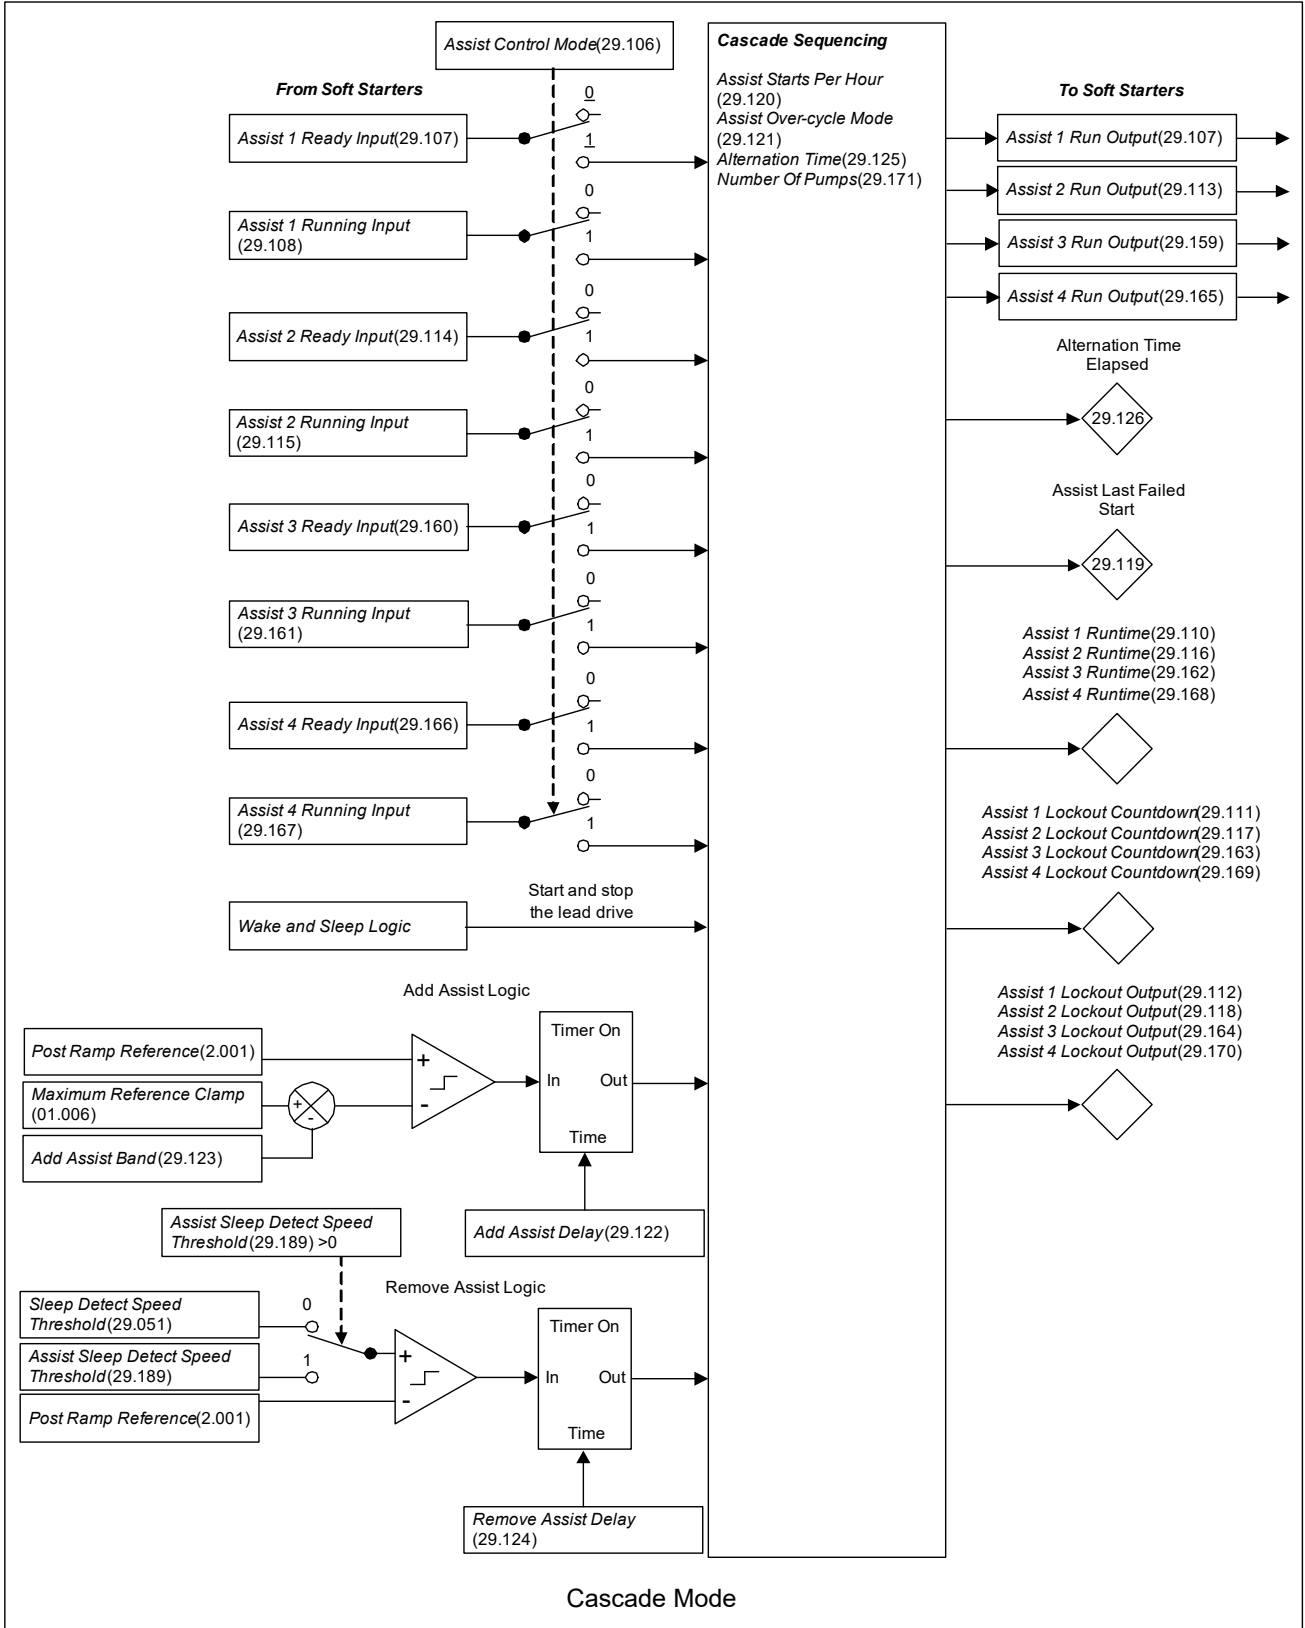 Assist Control Mode(29.106)
From Soft Starters
0
Assist 1 Ready Input(29.107)
1
0
Assist 1 Running Input
(29.108)
1
0
Assist 2 Ready Input(29.114)
1
0
Assist 2 Running Input
(29.115)
1
0
Assist 3 Ready Input(29.160)
1
0
Assist 3 Running Input
(29.161)
1
0
Assist 4 Ready Input(29.166)
1
0
Assist 4 Running Input
(29.167)
1
Start and stop
the lead drive
Wake and Sleep Logic
Add Assist Logic
Post Ramp Reference(2.001)
Maximum Reference Clamp
(01.006)
Add Assist Band(29.123)
+
-
+
-
Timer On
In Out
Time
Add Assist Delay(29.122)
Assist Sleep Detect Speed
Threshold(29.189) >0
Remove Assist Logic
Sleep Detect Speed
Threshold(29.051)
0
Assist Sleep Detect Speed
Threshold(29.189)
1
Post Ramp Reference(2.001)
+
-
Timer On
In Out
Time
Remove Assist Delay
(29.124)
Cascade Sequencing
Assist Starts Per Hour
(29.120)
Assist Over-cycle Mode
(29.121)
Alternation Time(29.125)
Number Of Pumps(29.171)
To Soft Starters
Assist 1 Run Output(29.107)
Assist 2 Run Output(29.113)
Assist 3 Run Output(29.159)
Assist 4 Run Output(29.165)
Alternation Time
Elapsed
29.126
Assist Last Failed
Start
29.119
Assist 1 Runtime(29.110)
Assist 2 Runtime(29.116)
Assist 3 Runtime(29.162)
Assist 4 Runtime(29.168)
Assist 1 Lockout Countdown(29.111)
Assist 2 Lockout Countdown(29.117)
Assist 3 Lockout Countdown(29.163)
Assist 4 Lockout Countdown(29.169)
Assist 1 Lockout Output(29.112)
Assist 2 Lockout Output(29.118)
Assist 3 Lockout Output(29.164)
Assist 4 Lockout Output(29.170)
Cascade Mode